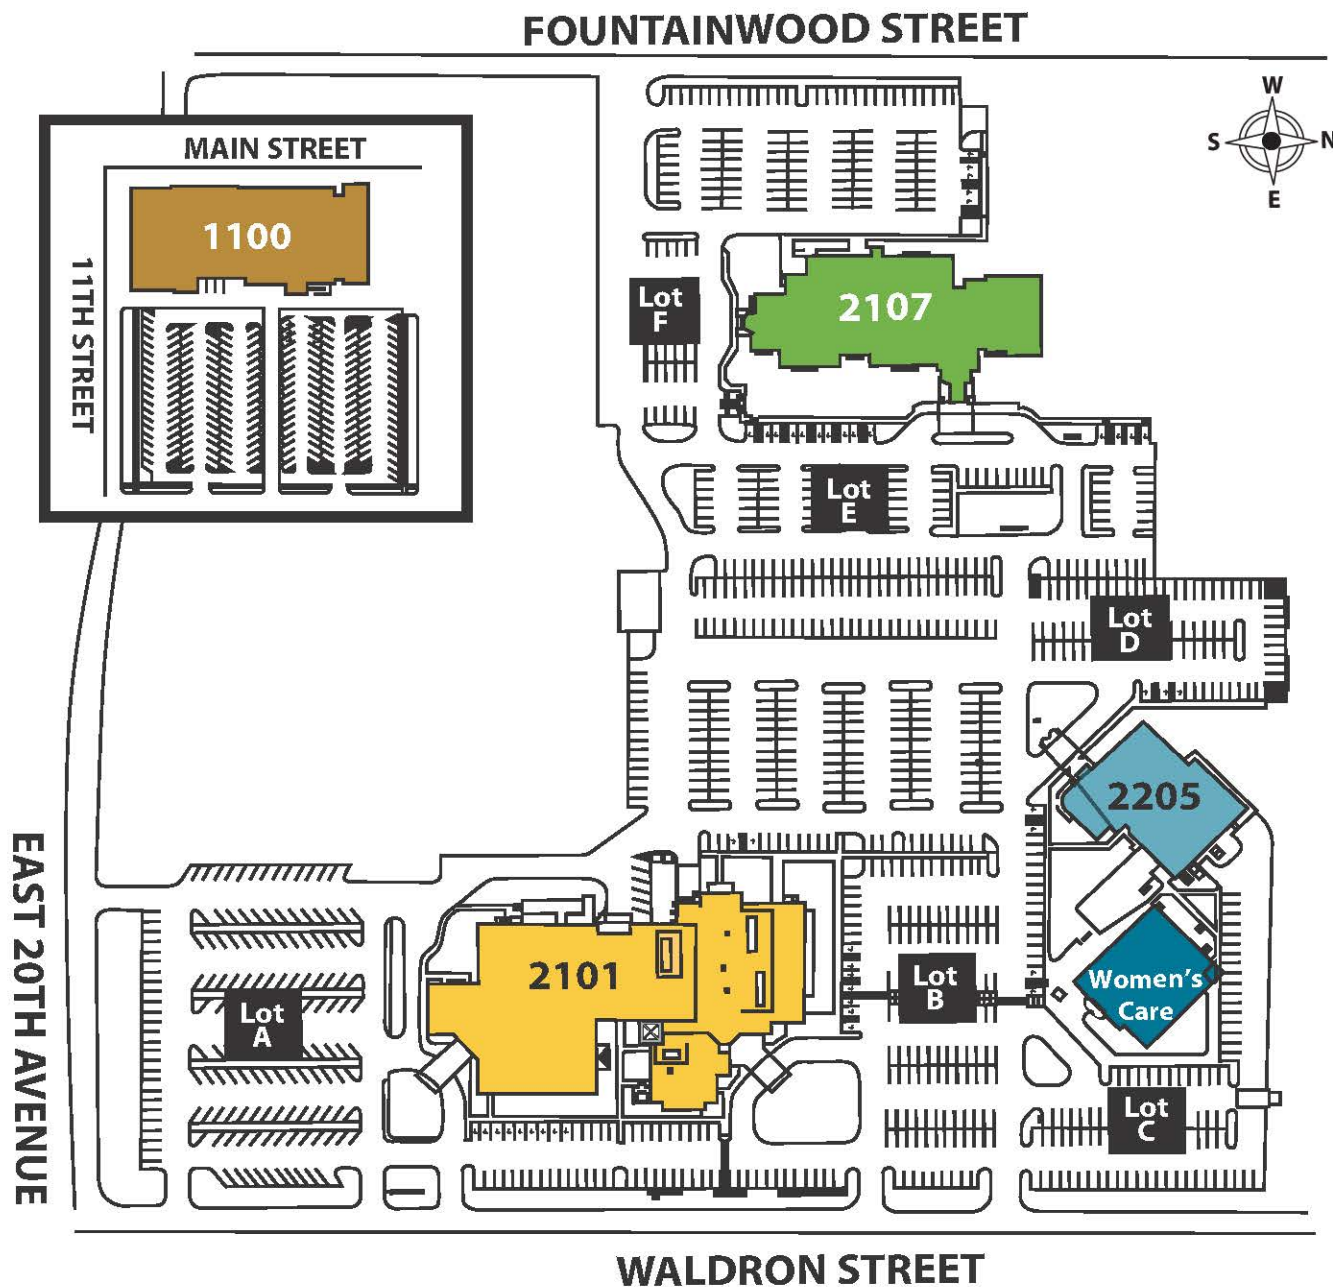 FOUNTAINWOOD STREET
W
S
N
E
MAIN STREET
1100
11TH STREET
Lot
F
2107
Lot
E
Lot
D
2205
EAST 20TH AVENUE
2101
Lot
A
Lot
B
Women's
Care
Lot
C
WALDRON STREET